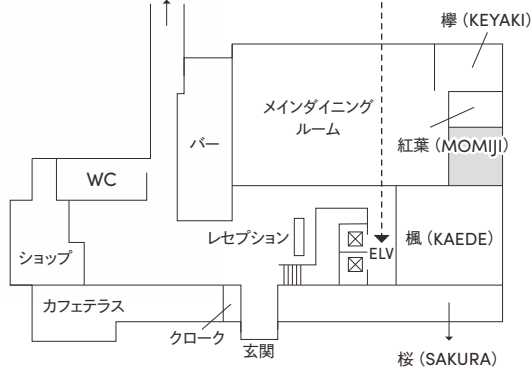 欅（KEYAKI）
メインダイニング
ルーム
バー
紅葉（MOMIJI）
WC
レセプション
楓（KAEDE）
ELV
ショップ
カフェテラス
クローク
玄関
桜（SAKURA）